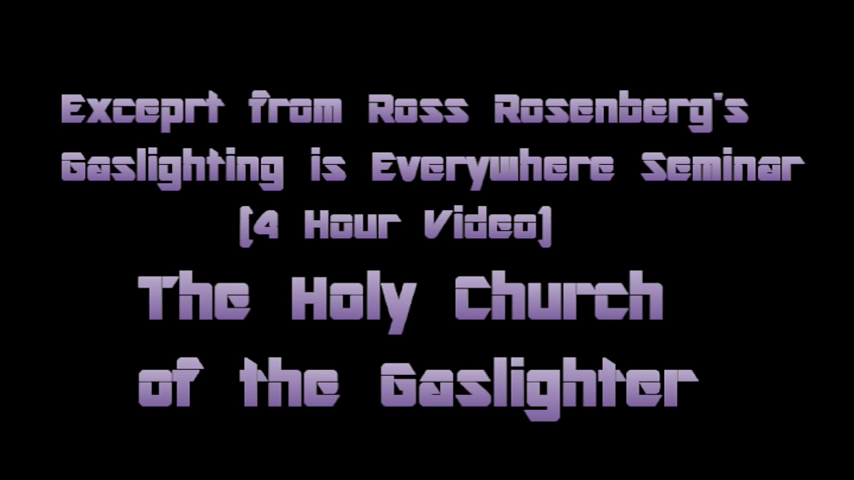 Exceprt from Ross Rosenberg's
Gaslighting is Everywhere Seminar
(4 Hour Video)
The Holy Church
of the Gaslighter